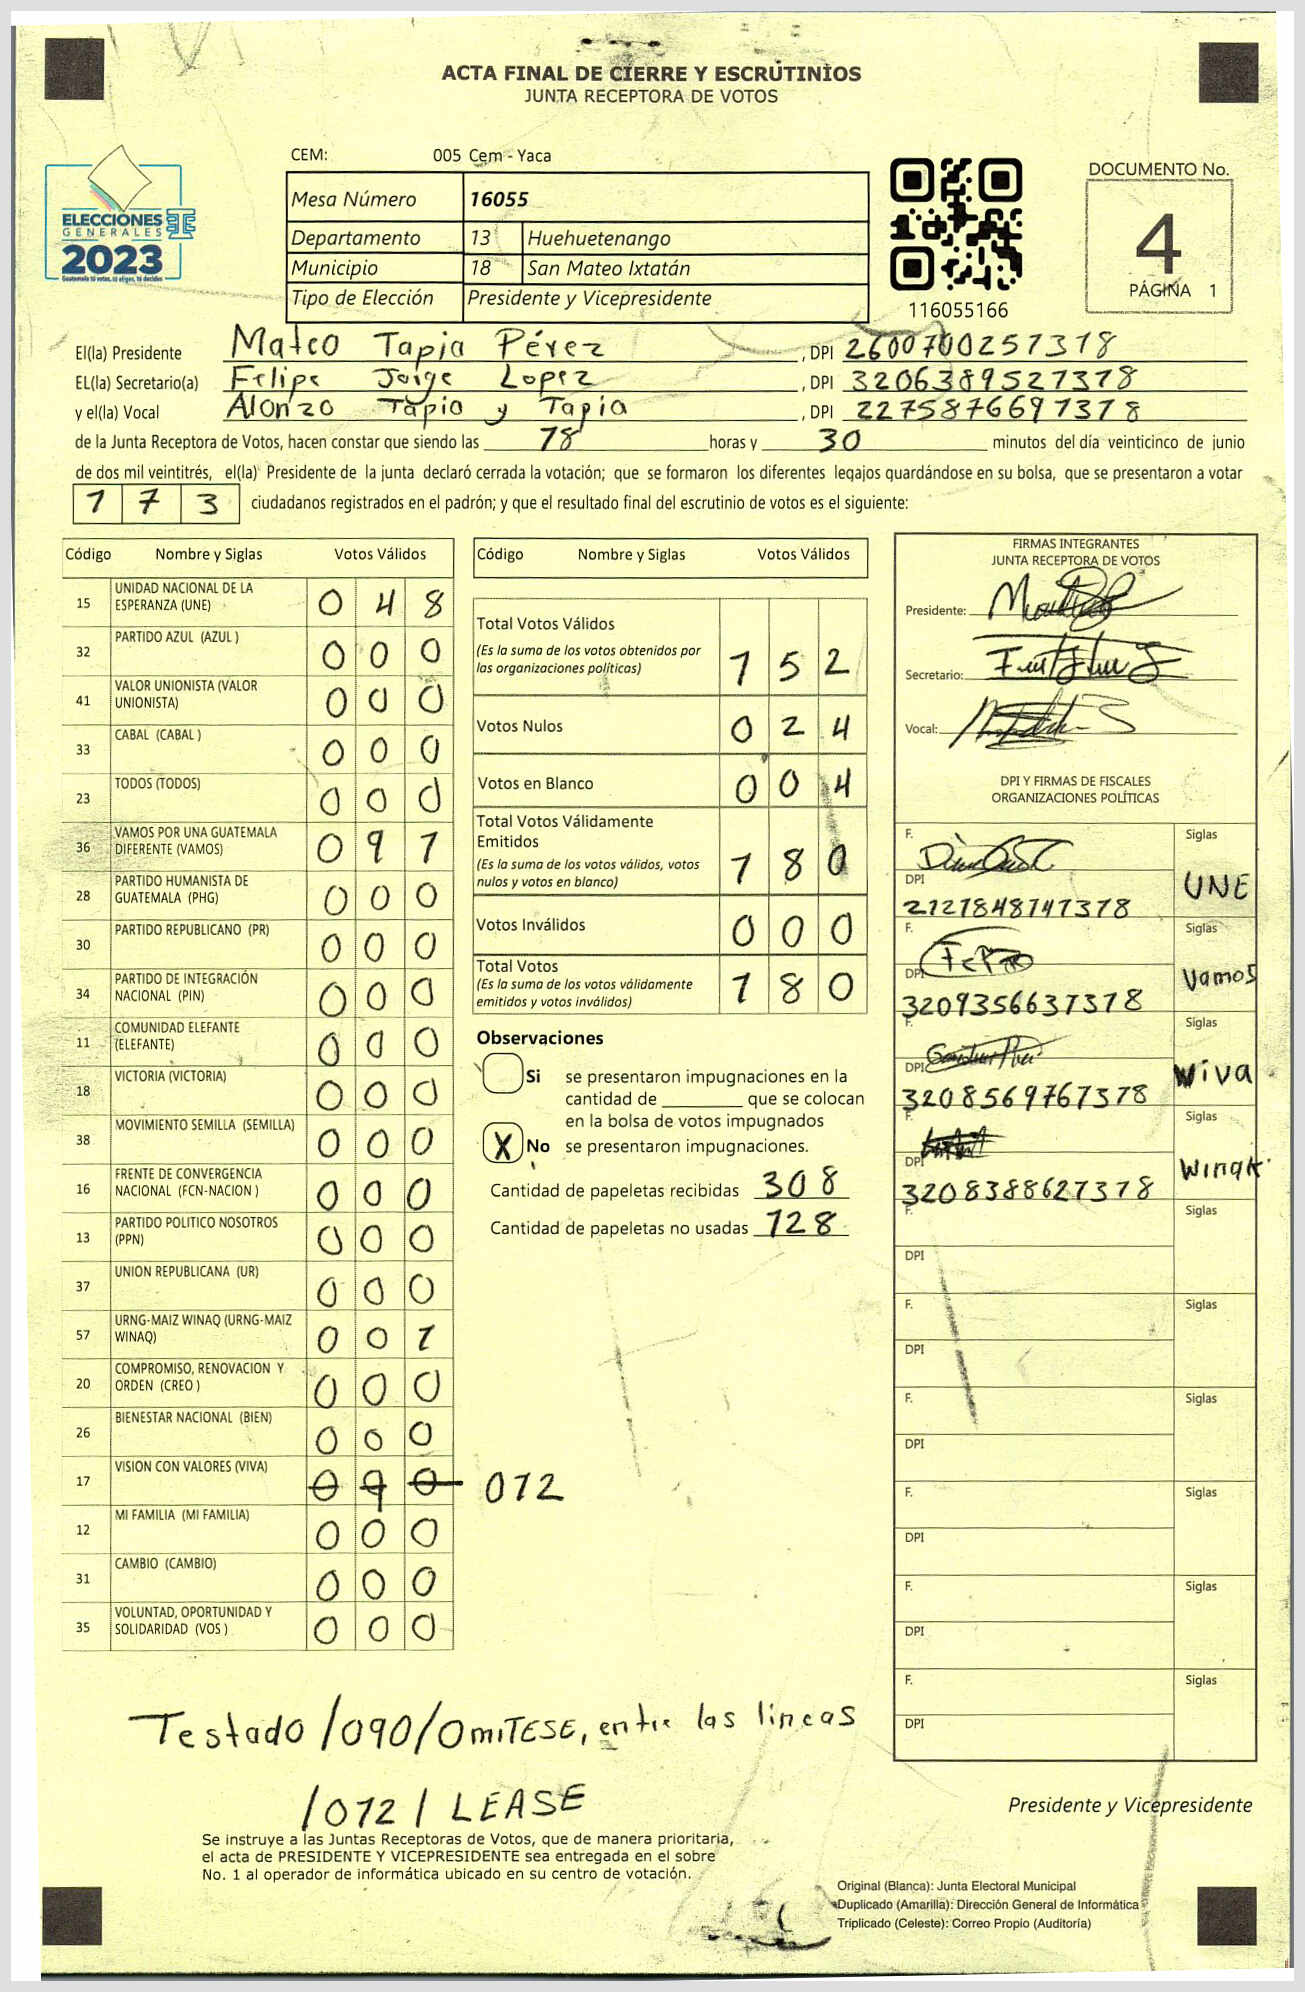 ACTA FINAL DE CIERRE Y ESCRUTINIOS
JUNTA RECEPTORA DE VOTOS
CEM: 005 Cem - Yaca
ELECCIONES
GENERALES
2023
Guatemala tú votas, tú eliges, tú decides
Mesa Número 16055
Departamento 13 Huehuetenango
Municipio 18 San Mateo Ixtatán
Tipo de Elección Presidente y Vicepresidente
116055166
DOCUMENTO No.
4
PÁGINA 1
El(la) Presidente Mateo Tapia Pérez , DPI 2600700251318
EL(la) Secretario(a) Felipe Jorge Lopez , DPI 3206389521318
y el(la) Vocal Alonzo Tapia y Tapia , DPI 2275876691318
de la Junta Receptora de Votos, hacen constar que siendo las 18 horas y 30 minutos del día veinticinco de junio
de dos mil veintitrés, el(la) Presidente de la junta declaró cerrada la votación; que se formaron los diferentes legajos guardándose en su bolsa, que se presentaron a votar
1 7 3 ciudadanos registrados en el padrón; y que el resultado final del escrutinio de votos es el siguiente:
Código Nombre y Siglas Votos Válidos
15 UNIDAD NACIONAL DE LA ESPERANZA (UNE) 0 4 8
32 PARTIDO AZUL (AZUL ) 0 0 0
41 VALOR UNIONISTA (VALOR UNIONISTA) 0 0 0
33 CABAL (CABAL ) 0 0 0
23 TODOS (TODOS) 0 0 0
36 VAMOS POR UNA GUATEMALA DIFERENTE (VAMOS) 0 9 1
28 PARTIDO HUMANISTA DE GUATEMALA (PHG) 0 0 0
30 PARTIDO REPUBLICANO (PR) 0 0 0
34 PARTIDO DE INTEGRACIÓN NACIONAL (PIN) 0 0 0
11 COMUNIDAD ELEFANTE (ELEFANTE) 0 0 0
18 VICTORIA (VICTORIA) 0 0 0
38 MOVIMIENTO SEMILLA (SEMILLA) 0 0 0
16 FRENTE DE CONVERGENCIA NACIONAL (FCN-NACION ) 0 0 0
13 PARTIDO POLITICO NOSOTROS (PPN) 0 0 0
37 UNION REPUBLICANA (UR) 0 0 0
57 URNG-MAIZ WINAQ (URNG-MAIZ WINAQ) 0 0 1
20 COMPROMISO, RENOVACION Y ORDEN (CREO ) 0 0 0
26 BIENESTAR NACIONAL (BIEN) 0 0 0
17 VISION CON VALORES (VIVA) 0 9 0 012
12 MI FAMILIA (MI FAMILIA) 0 0 0
31 CAMBIO (CAMBIO) 0 0 0
35 VOLUNTAD, OPORTUNIDAD Y SOLIDARIDAD (VOS ) 0 0 0
Código Nombre y Siglas Votos Válidos
Total Votos Válidos
(Es la suma de los votos obtenidos por
las organizaciones políticas) 1 5 2
Votos Nulos 0 2 4
Votos en Blanco 0 0 4
Total Votos Válidamente
Emitidos
(Es la suma de los votos válidos, votos
nulos y votos en blanco) 1 8 0
Votos Inválidos 0 0 0
Total Votos
(Es la suma de los votos válidamente
emitidos y votos inválidos) 1 8 0
Observaciones
Si se presentaron impugnaciones en la
cantidad de ________ que se colocan
en la bolsa de votos impugnados
X No se presentaron impugnaciones.
Cantidad de papeletas recibidas 308
Cantidad de papeletas no usadas 128
FIRMAS INTEGRANTES
JUNTA RECEPTORA DE VOTOS
Presidente:
Secretario:
Vocal:
DPI Y FIRMAS DE FISCALES
ORGANIZACIONES POLÍTICAS
F. Siglas
DPI UNE
2121848141318
F. Siglas
DPI Vamos
3209356631318
F. Siglas
DPI Wiva
3208569761318
F. Siglas
DPI Winak
3208388621318
F. Siglas
DPI
F. Siglas
DPI
F. Siglas
DPI
F. Siglas
DPI
F. Siglas
DPI
F. Siglas
DPI
Testado /090/OmiTESE, entre las lineas
/012/ LEASE
Presidente y Vicepresidente
Se instruye a las Juntas Receptoras de Votos, que de manera prioritaria,
el acta de PRESIDENTE Y VICEPRESIDENTE sea entregada en el sobre
No. 1 al operador de informática ubicado en su centro de votación.
Original (Blanca): Junta Electoral Municipal
Duplicado (Amarilla): Dirección General de Informática
Triplicado (Celeste): Correo Propio (Auditoría)